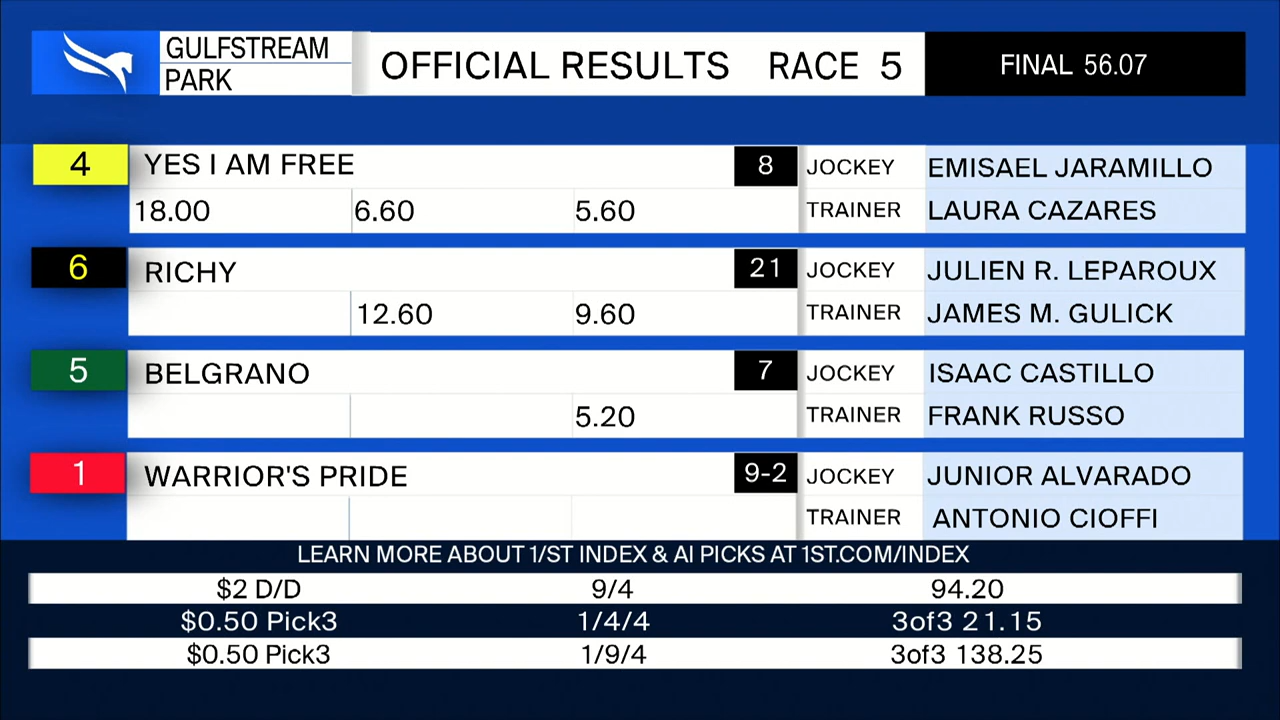 GULFSTREAM PARK OFFICIAL RESULTS RACE 5 FINAL 56.07
4 YES I AM FREE 8 JOCKEY EMISAEL JARAMILLO
18.00 6.60 5.60 TRAINER LAURA CAZARES
6 RICHY 21 JOCKEY JULIEN R. LEPAROUX
12.60 9.60 TRAINER JAMES M. GULICK
5 BELGRANO 7 JOCKEY ISAAC CASTILLO
5.20 TRAINER FRANK RUSSO
1 WARRIOR'S PRIDE 9-2 JOCKEY JUNIOR ALVARADO
TRAINER ANTONIO CIOFFI
LEARN MORE ABOUT 1/ST INDEX & AI PICKS AT 1ST.COM/INDEX
$2 D/D 9/4 94.20
$0.50 Pick3 1/4/4 3of3 21.15
$0.50 Pick3 1/9/4 3of3 138.25